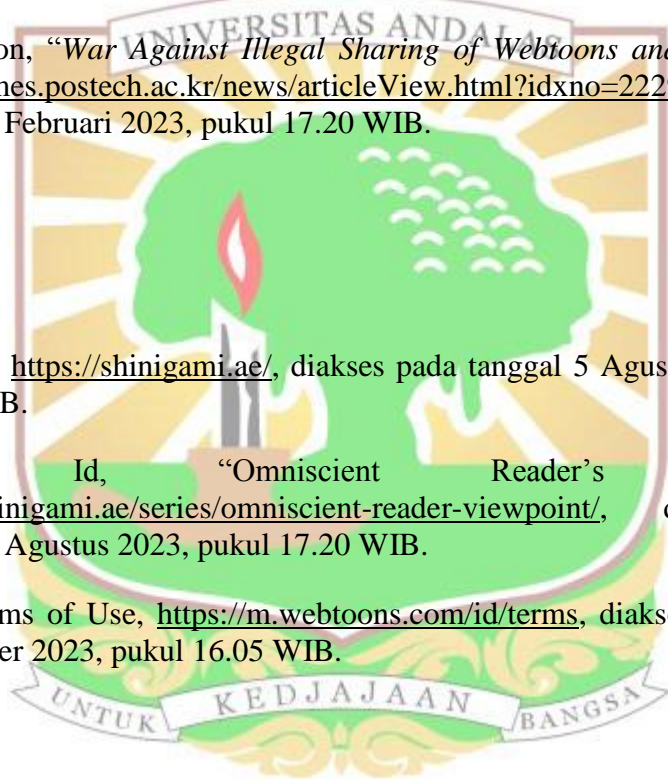 UNIVERSITAS ANDALAS
on, “War Against Illegal Sharing of Webtoons and
nes.postech.ac.kr/news/articleView.html?idxno=222
Februari 2023, pukul 17.20 WIB.
https://shinigami.ae/, diakses pada tanggal 5 Agus
B.
Id, “Omniscient Reader’s
inigami.ae/series/omniscient-reader-viewpoint/,
Agustus 2023, pukul 17.20 WIB.
ms of Use, https://m.webtoons.com/id/terms, diaks
er 2023, pukul 16.05 WIB.
UNTUK KEDJAJAAN BANGSA